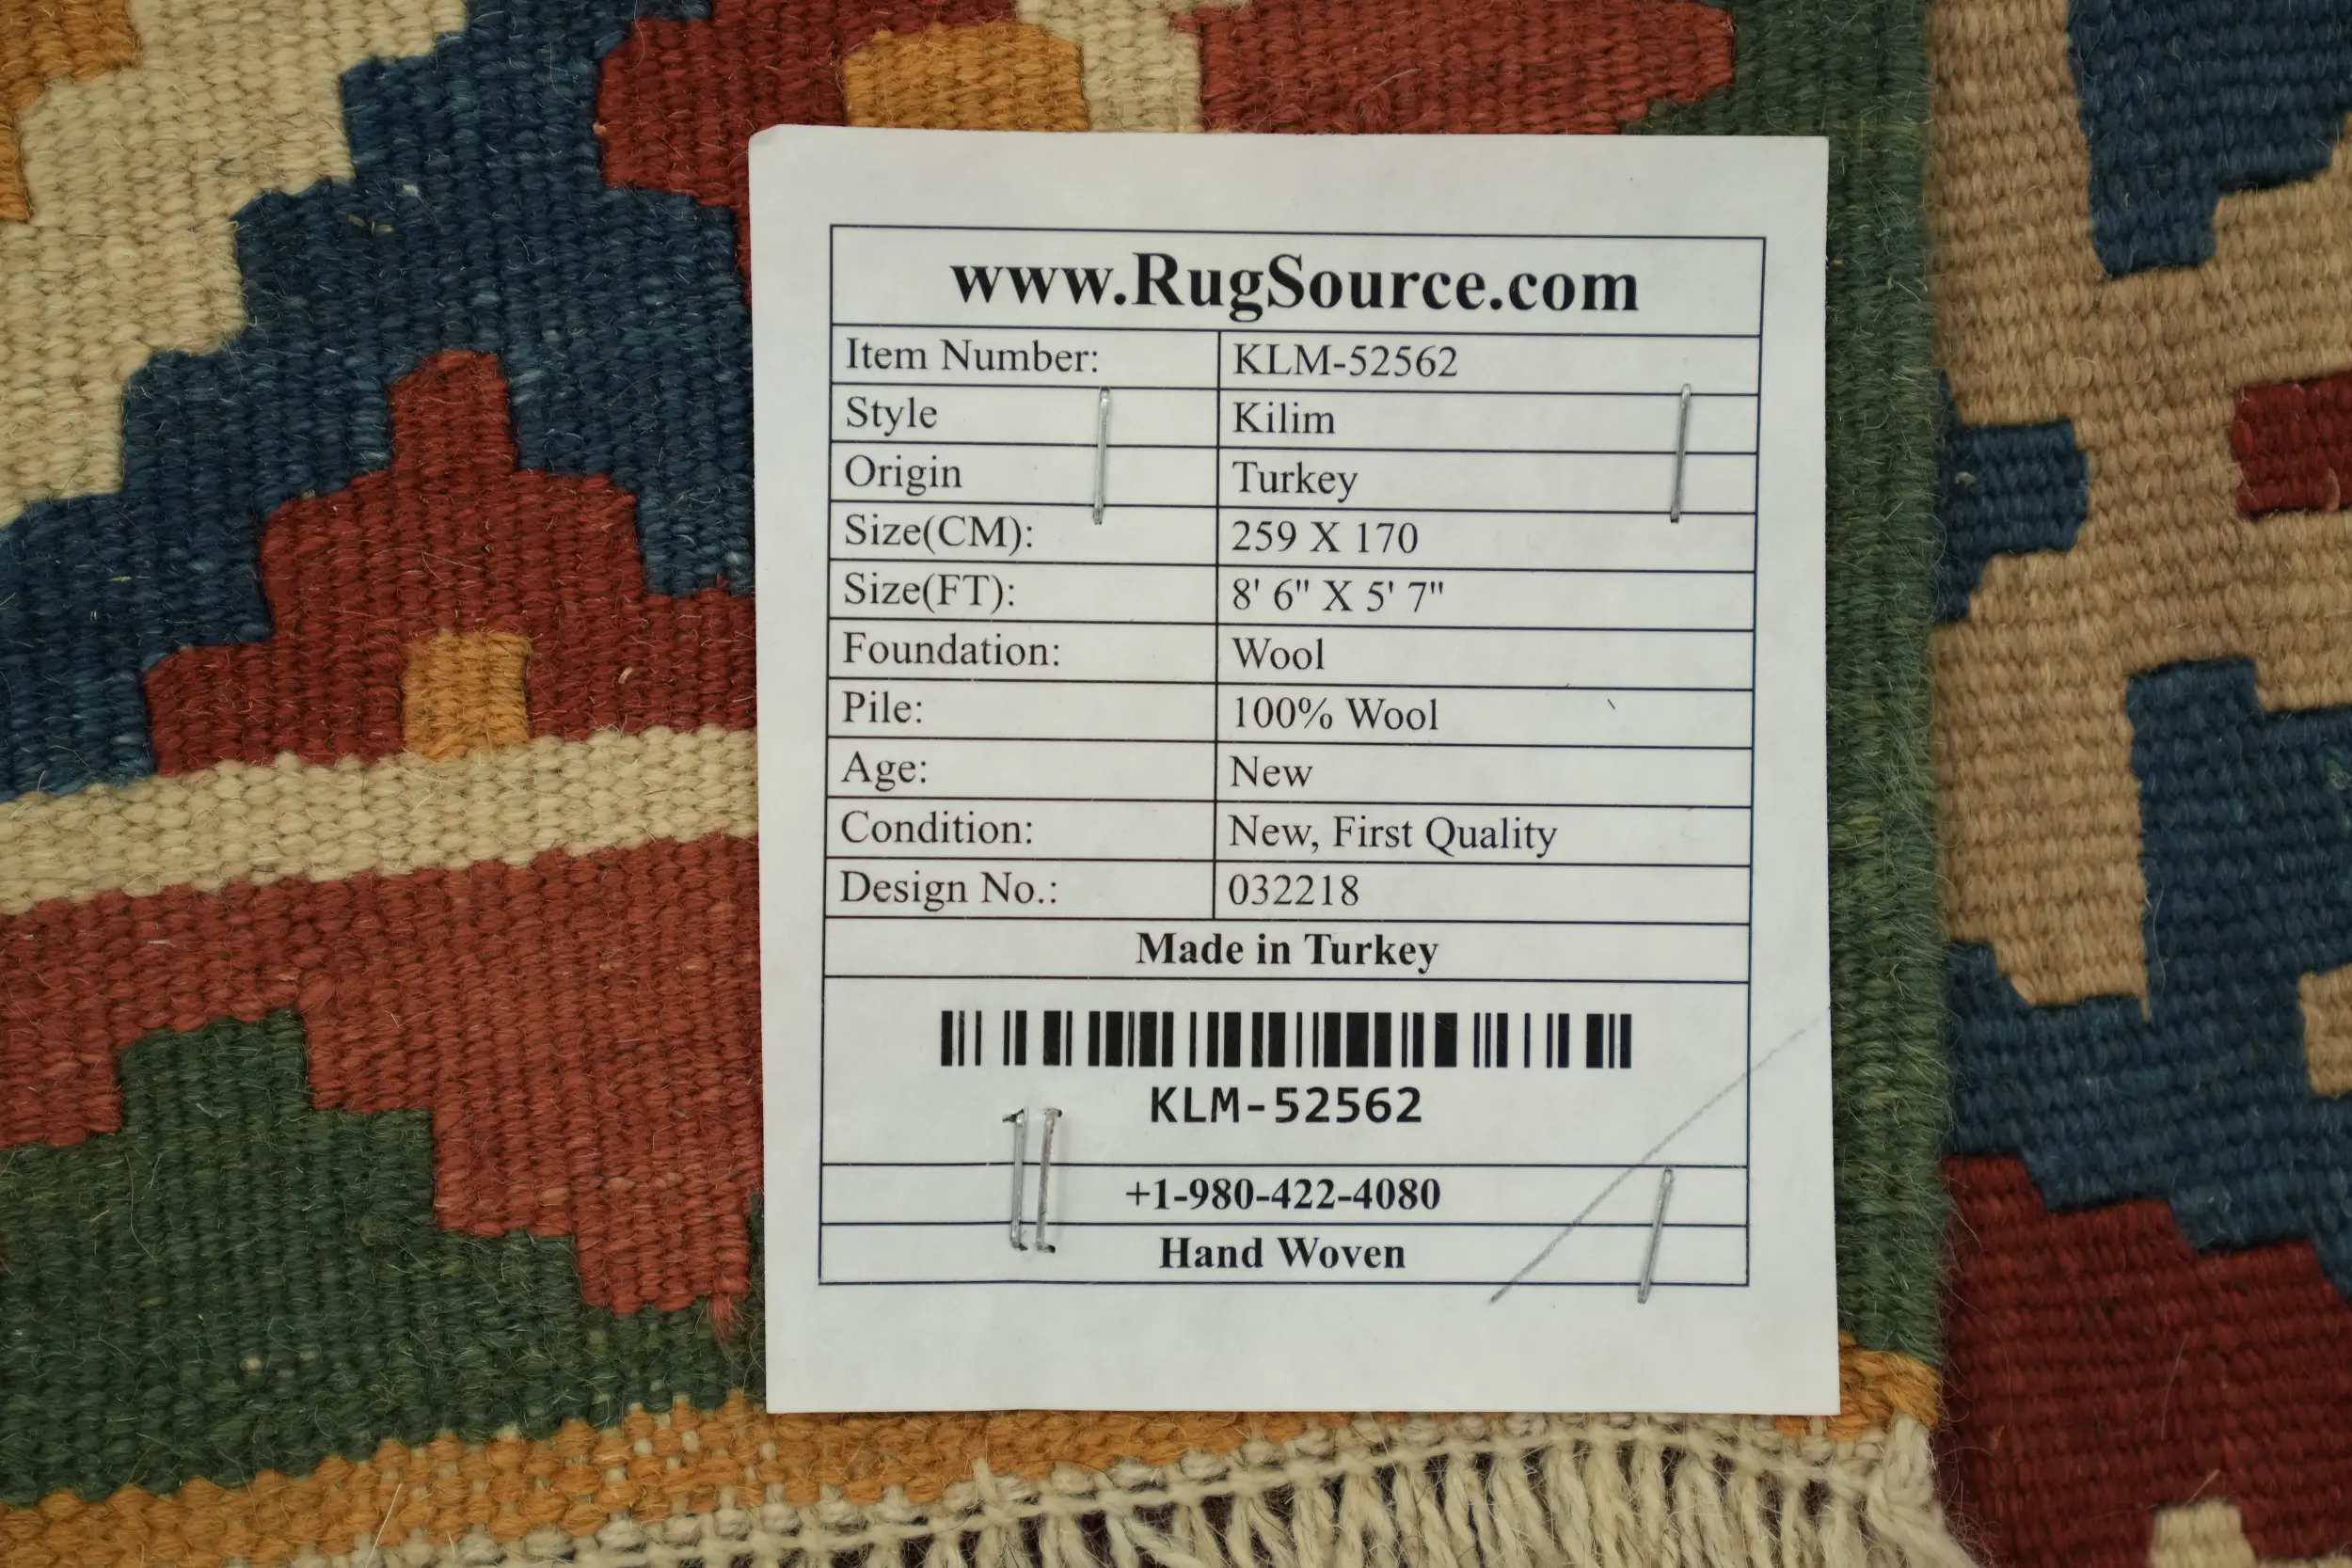 www.RugSource.com
Item Number: KLM-52562
Style Kilim
Origin Turkey
Size(CM): 259 X 170
Size(FT): 8' 6" X 5' 7"
Foundation: Wool
Pile: 100% Wool
Age: New
Condition: New, First Quality
Design No.: 032218
Made in Turkey
KLM-52562
+1-980-422-4080
Hand Woven